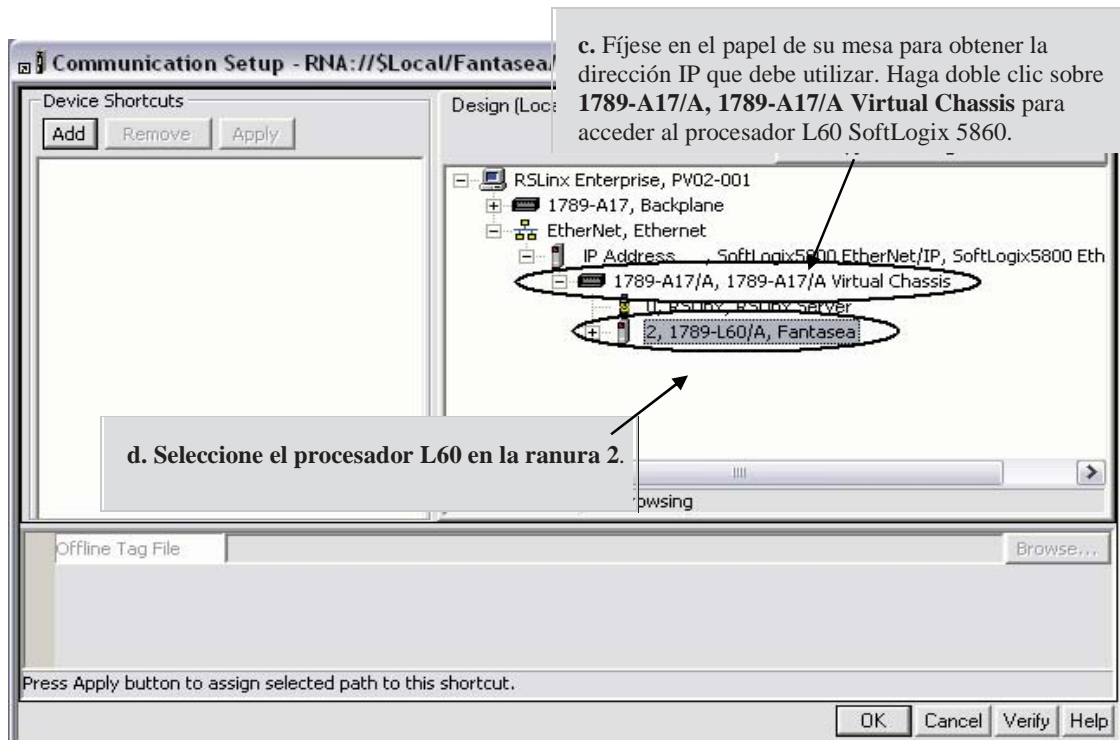 c. Fíjese en el papel de su mesa para obtener la
dirección IP que debe utilizar. Haga doble clic sobre
1789-A17/A, 1789-A17/A Virtual Chassis para
acceder al procesador L60 SoftLogix 5860.
Communication Setup - RNA://$Local/Fantasea/
Device Shortcuts
Add Remove Apply
Design (Loca
RSLinx Enterprise, PV02-001
1789-A17, Backplane
EtherNet, Ethernet
IP Address , SoftLogix5800 EtherNet/IP, SoftLogix5800 Eth
1789-A17/A, 1789-A17/A Virtual Chassis
0, RSLinx, RSLinx Server
2, 1789-L60/A, Fantasea
d. Seleccione el procesador L60 en la ranura 2.
owsing
Offline Tag File Browse...
Press Apply button to assign selected path to this shortcut.
OK Cancel Verify Help